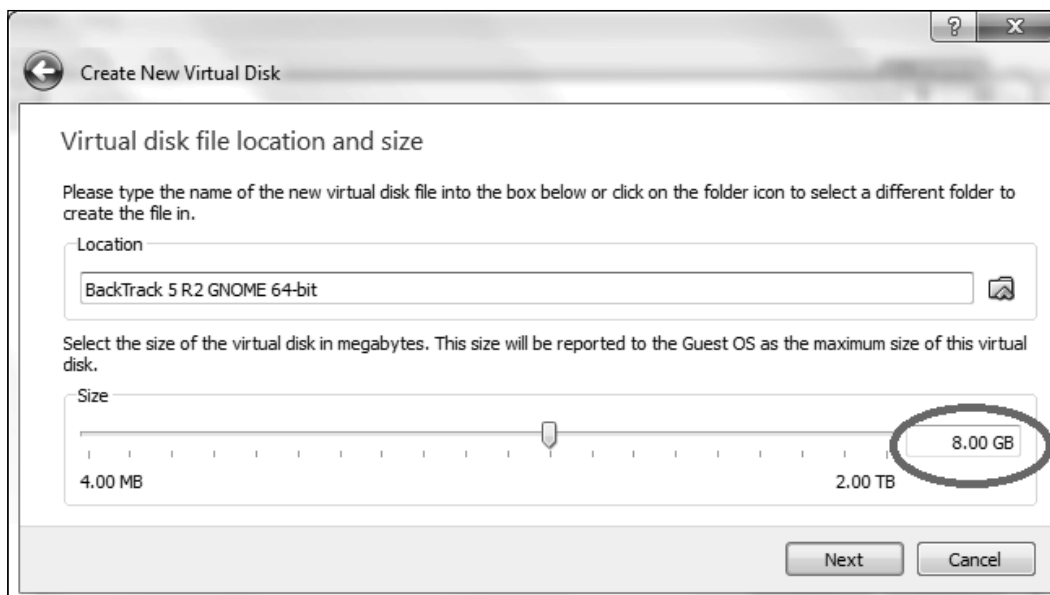 Create New Virtual Disk
Virtual disk file location and size
Please type the name of the new virtual disk file into the box below or click on the folder icon to select a different folder to
create the file in.
Location
BackTrack 5 R2 GNOME 64-bit
Select the size of the virtual disk in megabytes. This size will be reported to the Guest OS as the maximum size of this virtual
disk.
Size
8.00 GB
4.00 MB
2.00 TB
Next
Cancel